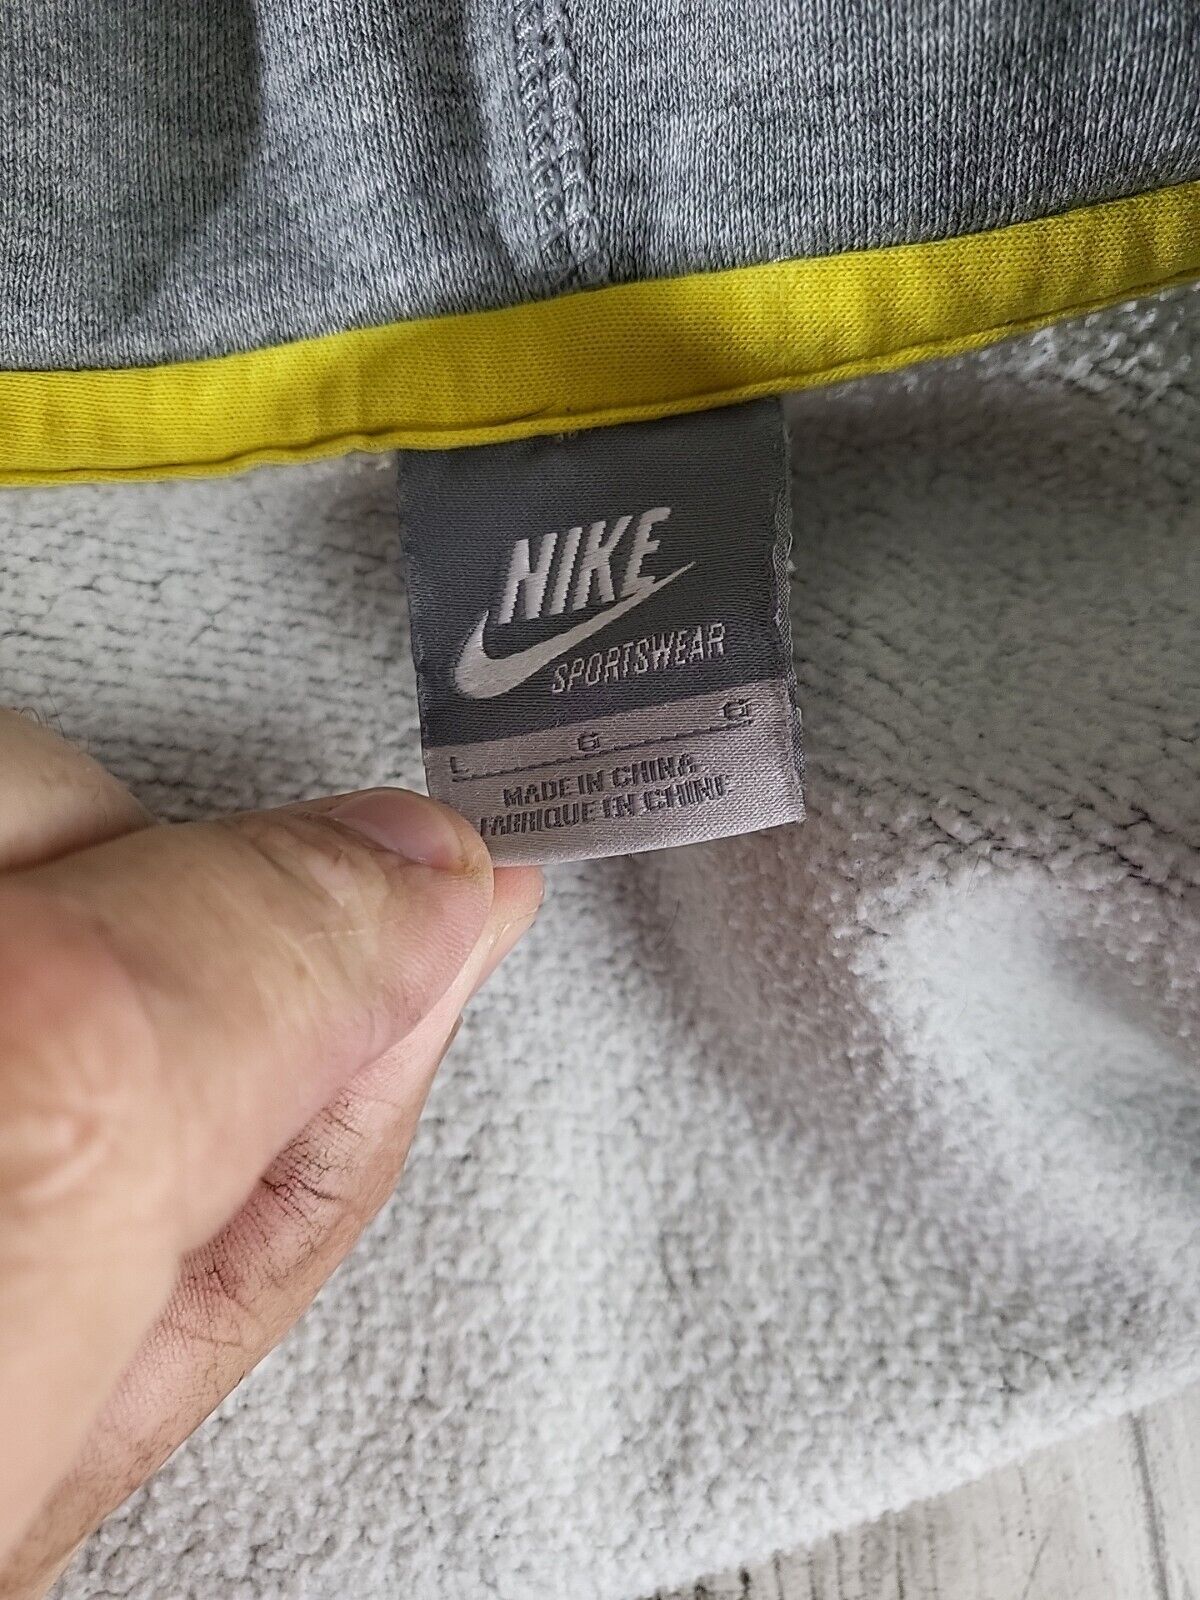 NIKE
SPORTSWEAR
L G G
MADE IN CHINA
FABRIQUE EN CHINE